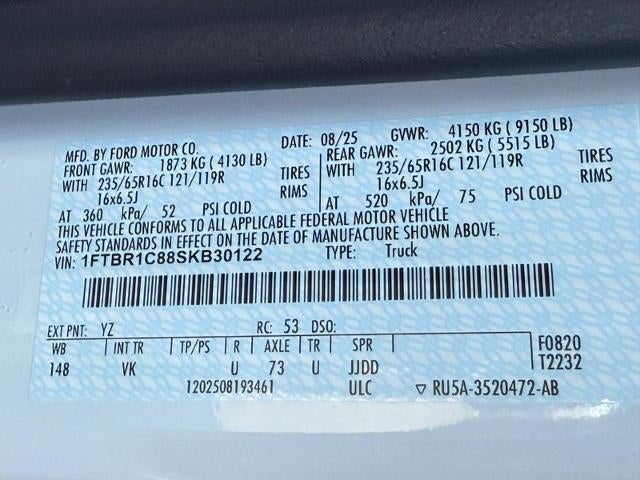 MFD. BY FORD MOTOR CO. DATE: 08/25 GVWR: 4150 KG ( 9150 LB)
FRONT GAWR: 1873 KG ( 4130 LB) REAR GAWR: 2502 KG ( 5515 LB)
WITH 235/65R16C 121/119R TIRES WITH 235/65R16C 121/119R TIRES
16x6.5J RIMS 16x6.5J RIMS
AT 360 kPa/ 52 PSI COLD AT 520 kPa/ 75 PSI COLD
THIS VEHICLE CONFORMS TO ALL APPLICABLE FEDERAL MOTOR VEHICLE
SAFETY STANDARDS IN EFFECT ON THE DATE OF MANUFACTURE SHOWN ABOVE.
VIN: 1FTBR1C88SKB30122 TYPE: Truck
EXT PNT: YZ RC: 53 DSO:
WB INT TR TP/PS R AXLE TR SPR F0820
148 VK U 73 U JJDD T2232
1202508193461 ULC ▽ RU5A-3520472-AB